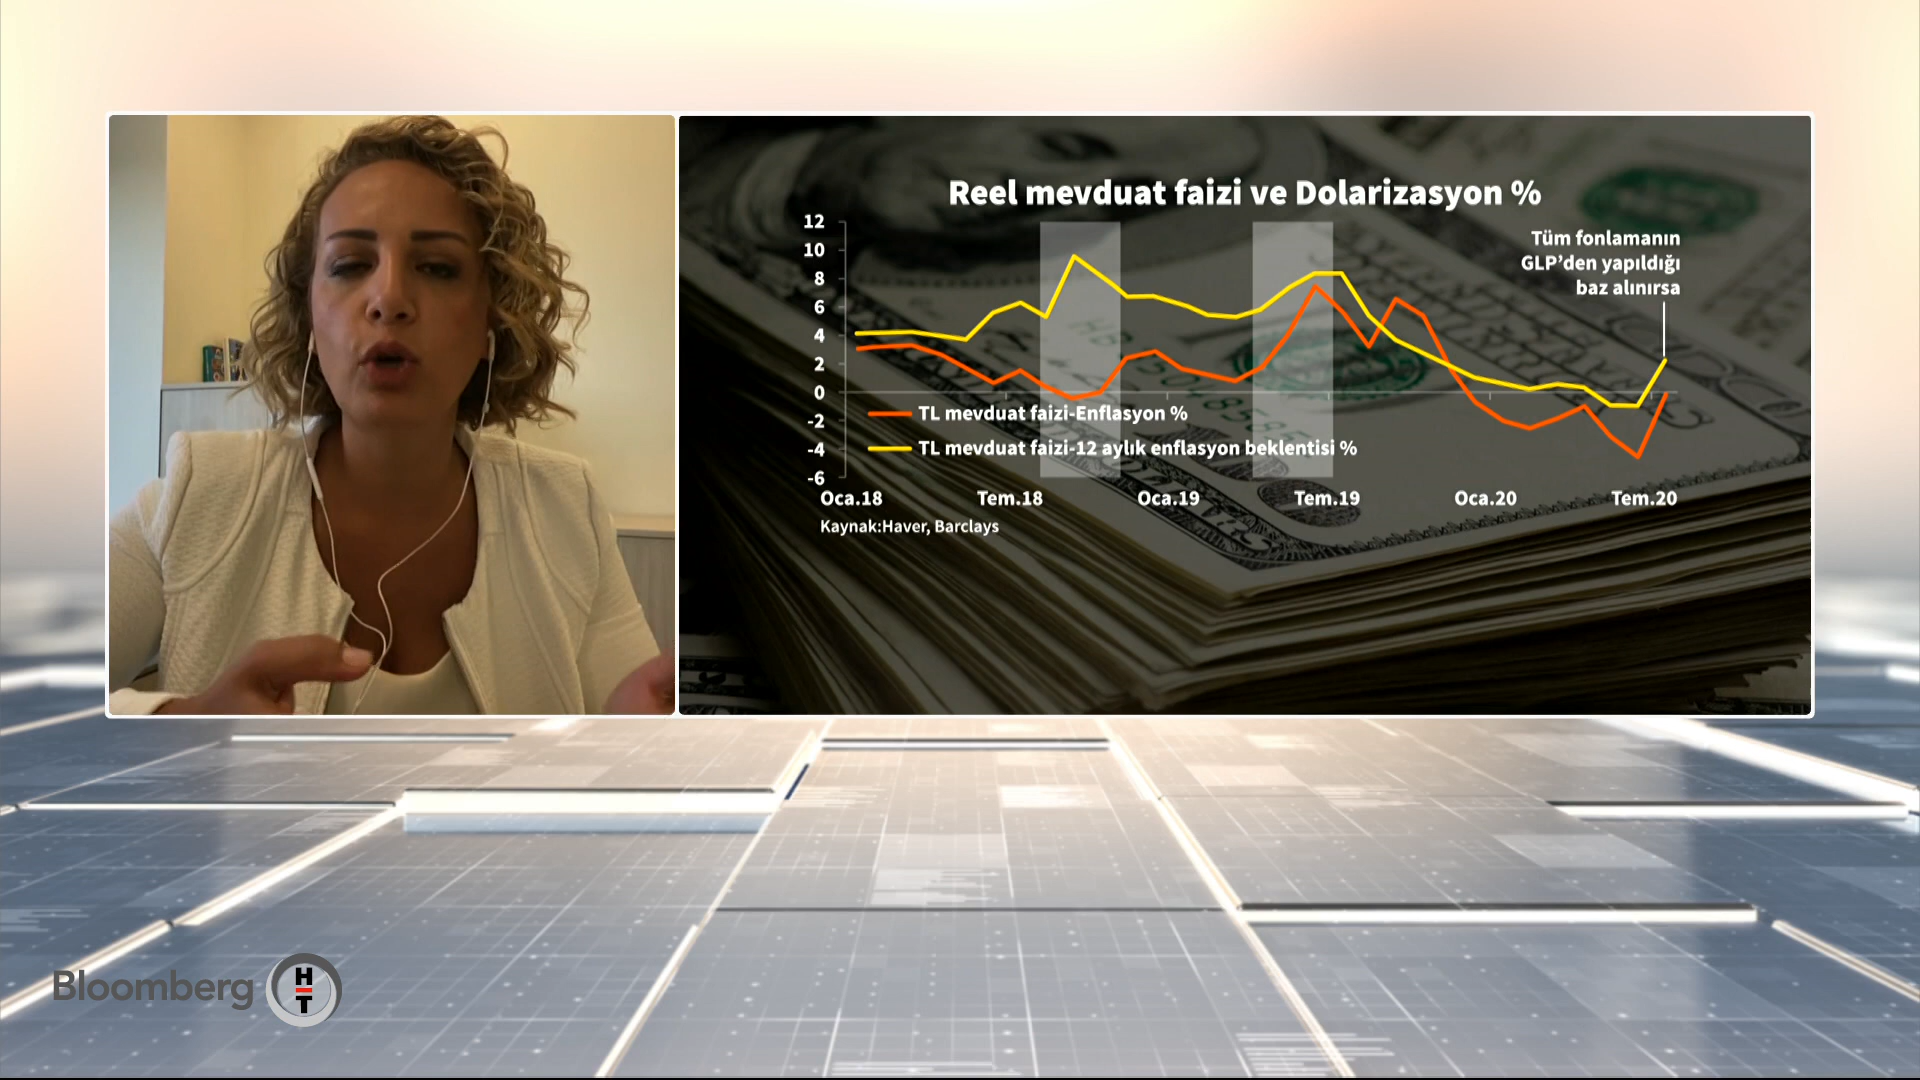 Reel mevduat faizi ve Dolarizasyon %
12
10
8
6
4
2
0
-2
-4
-6
Tüm fonlamanın
GLP’den yapıldığı
baz alınırsa
TL mevduat faizi-Enflasyon %
TL mevduat faizi-12 aylık enflasyon beklentisi %
Oca.18 Tem.18 Oca.19 Tem.19 Oca.20 Tem.20
Kaynak:Haver, Barclays
Bloomberg HT